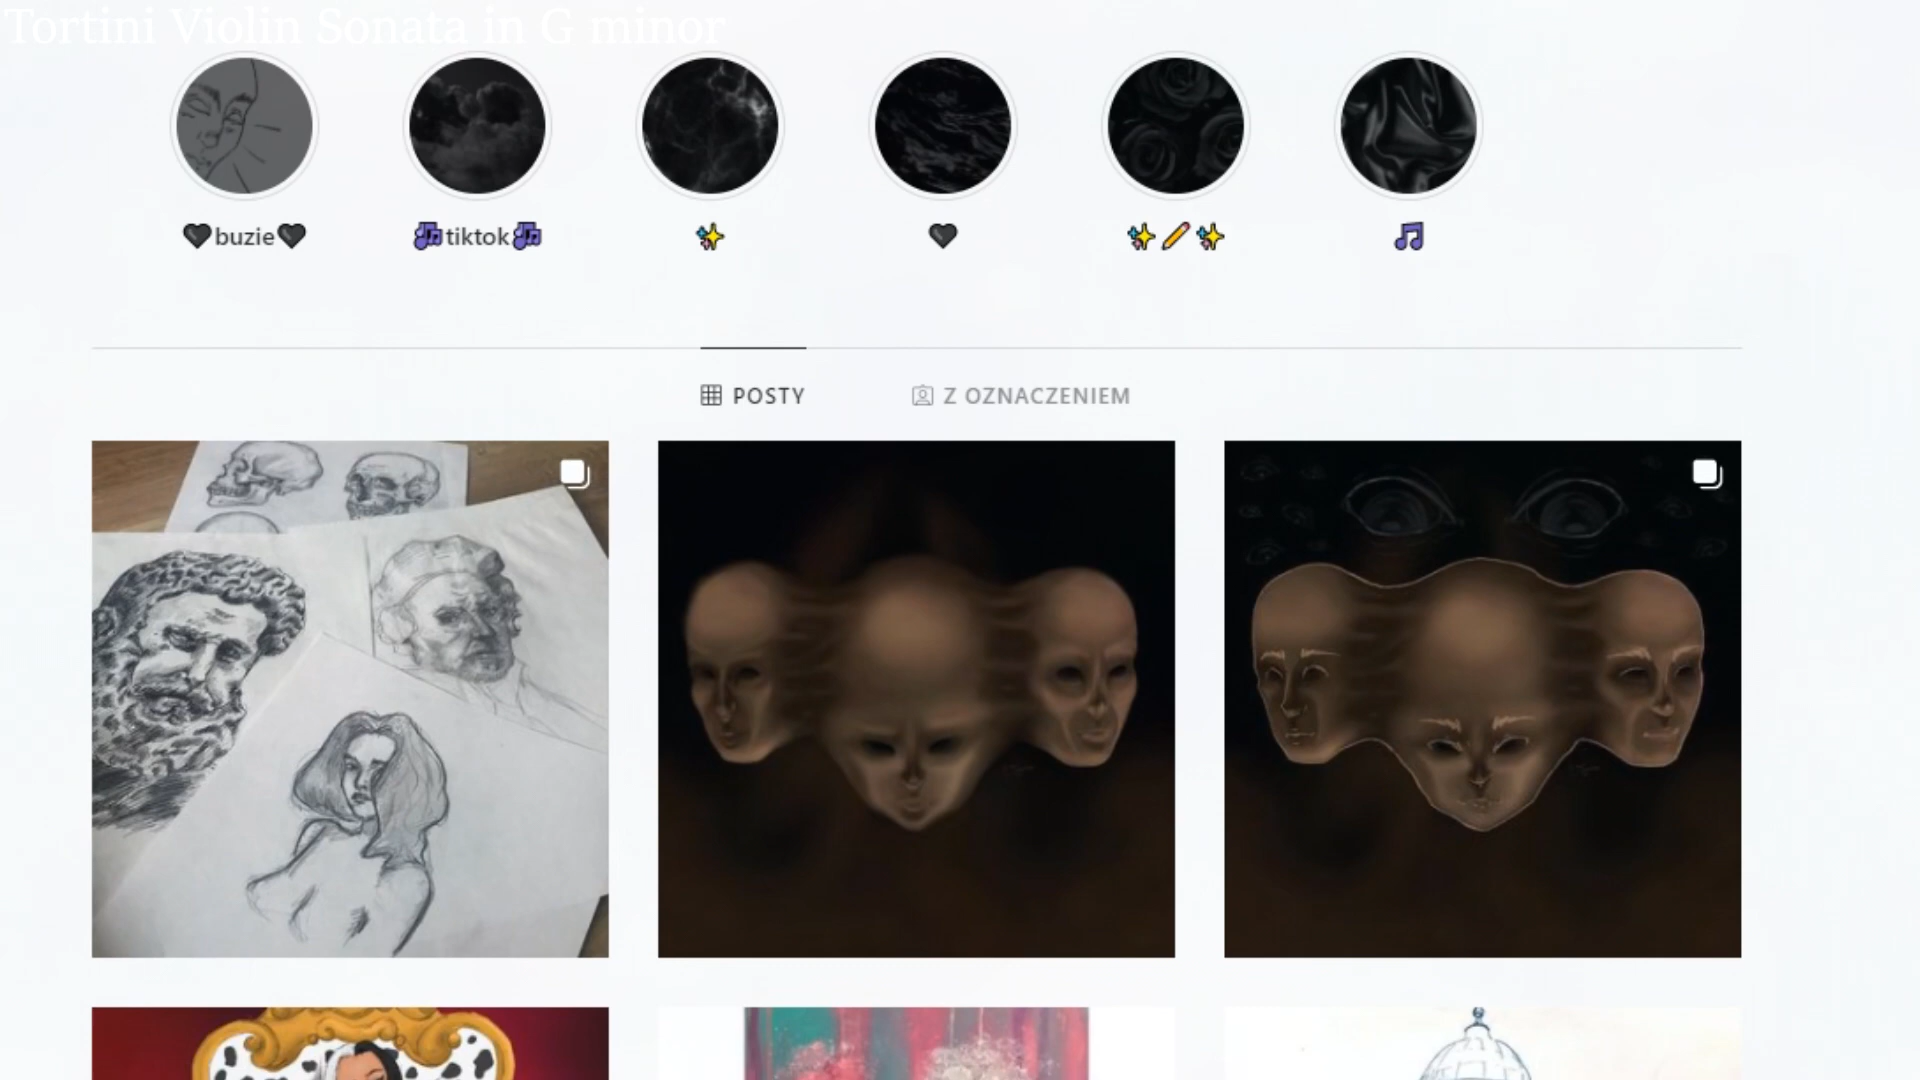 Tortini Violin Sonata in G minor
🖤buzie🖤
🎶tiktok🎶
✨
🖤
✨✏️✨
🎵
POSTY
Z OZNACZENIEM